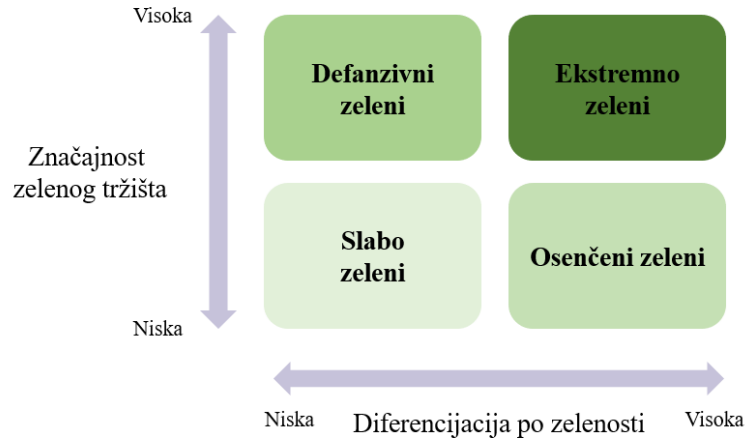 Visoka
Defanzivni
zeleni
Ekstremno
zeleni
Značajnost
zelenog tržišta
Slabo
zeleni
Osenčeni zeleni
Niska
Niska
Diferencijacija po zelenosti
Visoka